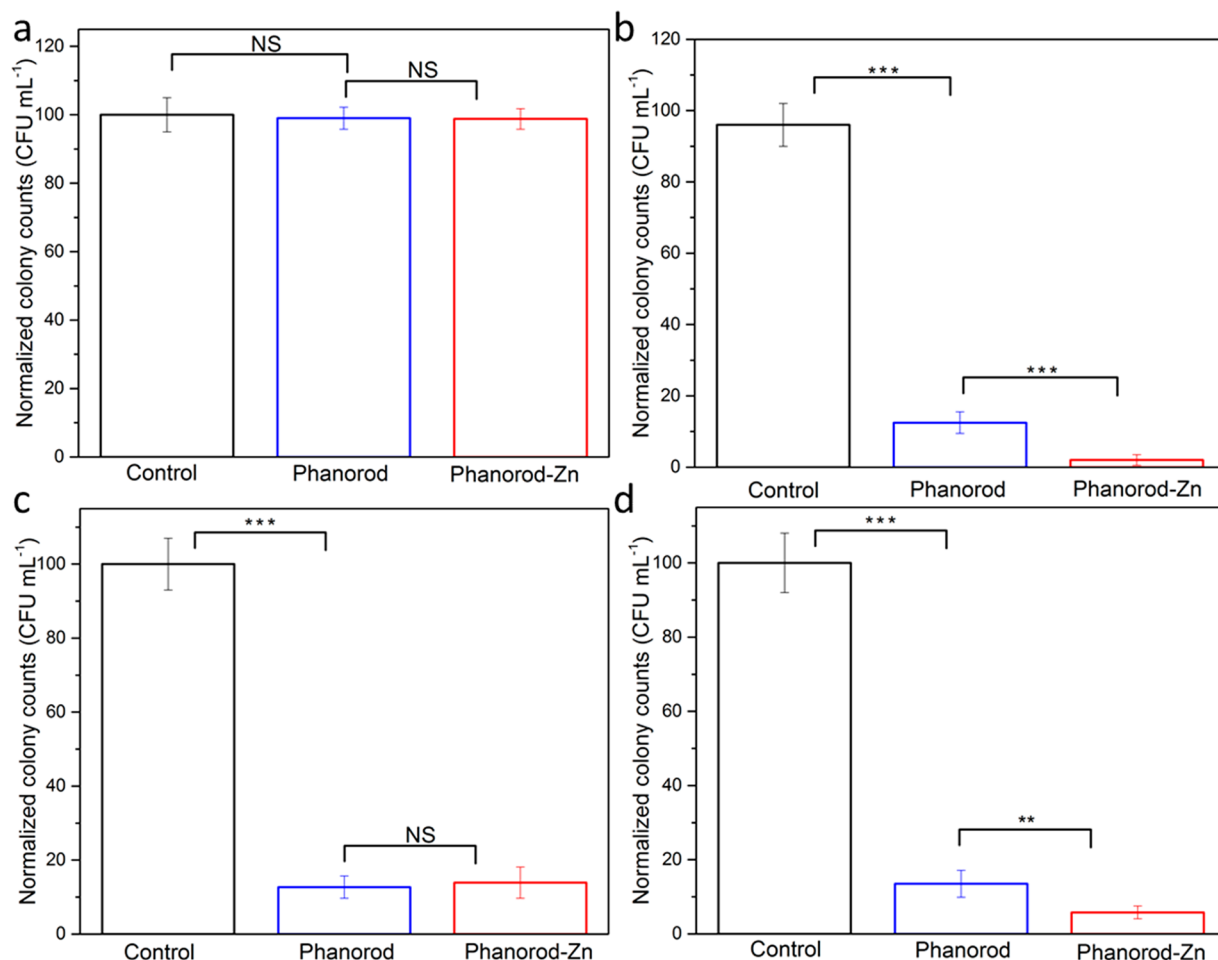 a
NS
NS
120
100
80
60
40
20
0
Normalized colony counts (CFU mL⁻¹)
Control
Phanorod
Phanorod-Zn
b
***
***
120
100
80
60
40
20
0
Normalized colony counts (CFU mL⁻¹)
Control
Phanorod
Phanorod-Zn
c
***
NS
100
80
60
40
20
0
Normalized colony counts (CFU mL⁻¹)
Control
Phanorod
Phanorod-Zn
d
***
**
100
80
60
40
20
0
Normalized colony counts (CFU mL⁻¹)
Control
Phanorod
Phanorod-Zn